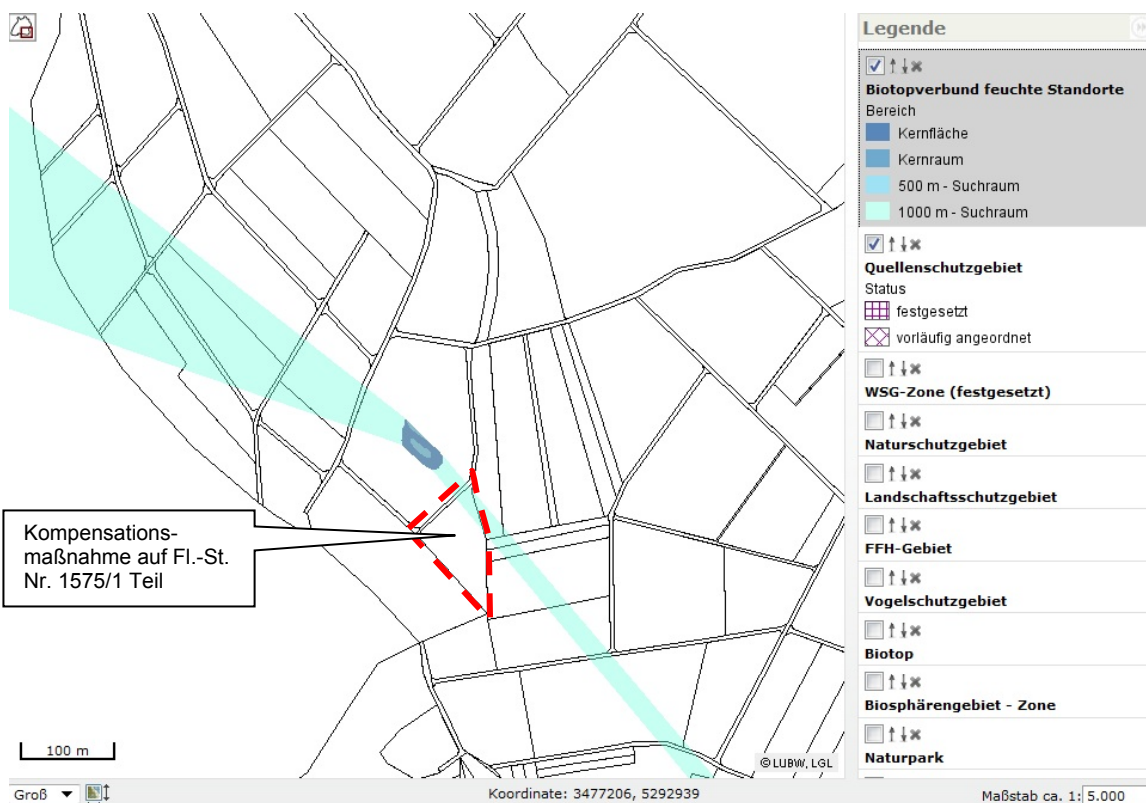 Legende
Biotopverbund feuchte Standorte
Bereich
Kernfläche
Kernraum
500 m - Suchraum
1000 m - Suchraum
Quellenschutzgebiet
Status
festgesetzt
vorläufig angeordnet
WSG-Zone (festgesetzt)
Naturschutzgebiet
Landschaftsschutzgebiet
FFH-Gebiet
Vogelschutzgebiet
Biotop
Biosphärengebiet - Zone
Naturpark
Kompensations-
maßnahme auf Fl.-St.
Nr. 1575/1 Teil
100 m
© LUBW, LGL
Groß
Koordinate: 3477206, 5292939
Maßstab ca. 1: 5.000